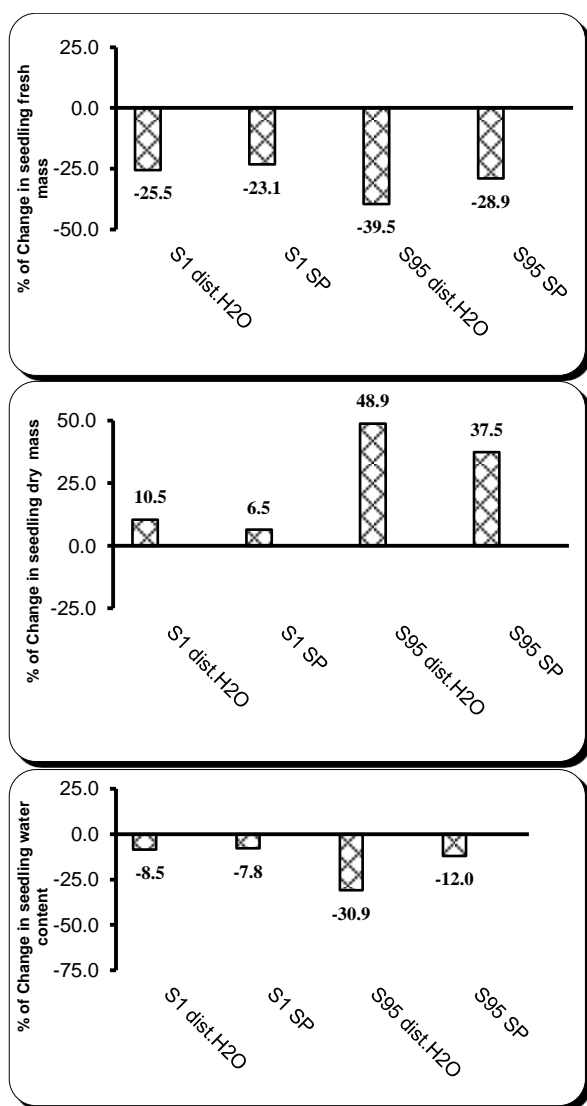 % of Change in seedling fresh
mass
25.0
0.0
-25.0
-50.0
-25.5
-23.1
-39.5
-28.9
S1 dist.H2O
S1 SP
S95 dist.H2O
S95 SP
% of Change in seedling dry mass
50.0
25.0
0.0
-25.0
10.5
6.5
48.9
37.5
S1 dist.H2O
S1 SP
S95 dist.H2O
S95 SP
% of Change in seedling water
content
25.0
0.0
-25.0
-50.0
-75.0
-8.5
-7.8
-30.9
-12.0
S1 dist.H2O
S1 SP
S95 dist.H2O
S95 SP